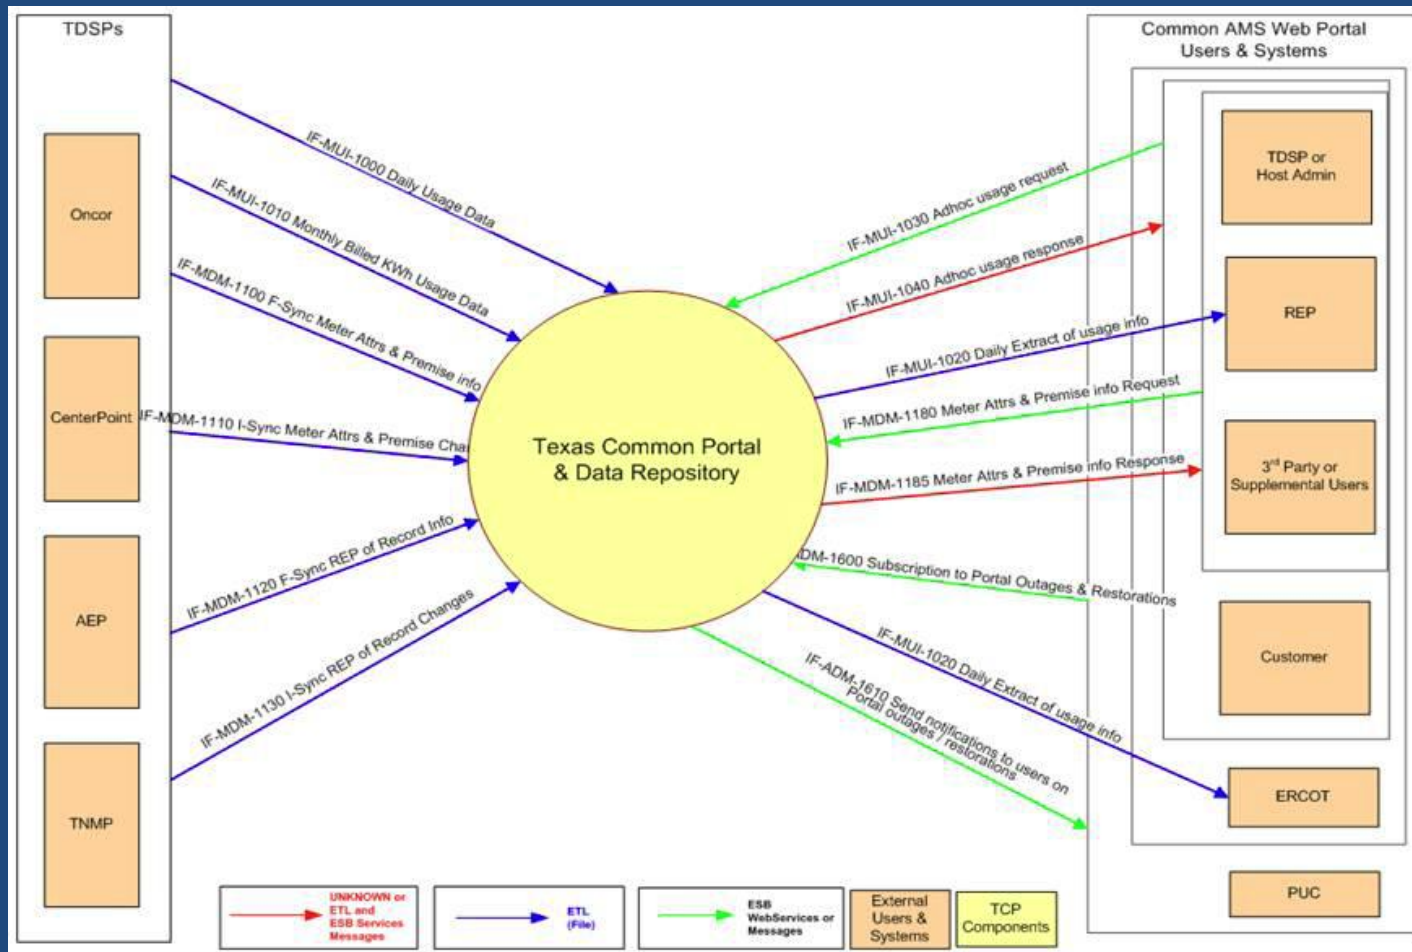 TDSPs
Oncor
CenterPoint
AEP
TNMP
IF-MUI-1000 Daily Usage Data
IF-MUI-1010 Monthly Billed KWh Usage Data
IF-MDM-1100 F-Sync Meter Attrs & Premise info
IF-MDM-1110 I-Sync Meter Attrs & Premise
IF-MDM-1120 F-Sync REP of Record Info
IF-MDM-1130 I-Sync REP of Record Changes
Texas Common Portal
& Data Repository
IF-MUI-1030 Adhoc usage request
IF-MUI-1040 Adhoc usage response
IF-MUI-1020 Daily Extract of usage info
IF-MDM-1180 Meter Attrs & Premise info Request
IF-MDM-1185 Meter Attrs & Premise info Response
DM-1600 Subscription to Portal Outages & Restorations
IF-MUI-1020 Daily Extract of usage info
IF-ADM-1610 Send notifications to users on
Portal outages / restorations
Common AMS Web Portal
Users & Systems
TDSP or
Host Admin
REP
3rd Party or
Supplemental Users
Customer
ERCOT
PUC
UNKNOWN or
ETL and
ESB Services
Messages
ETL
(File)
ESB
WebServices or
Messages
External
Users &
Systems
TCP
Components